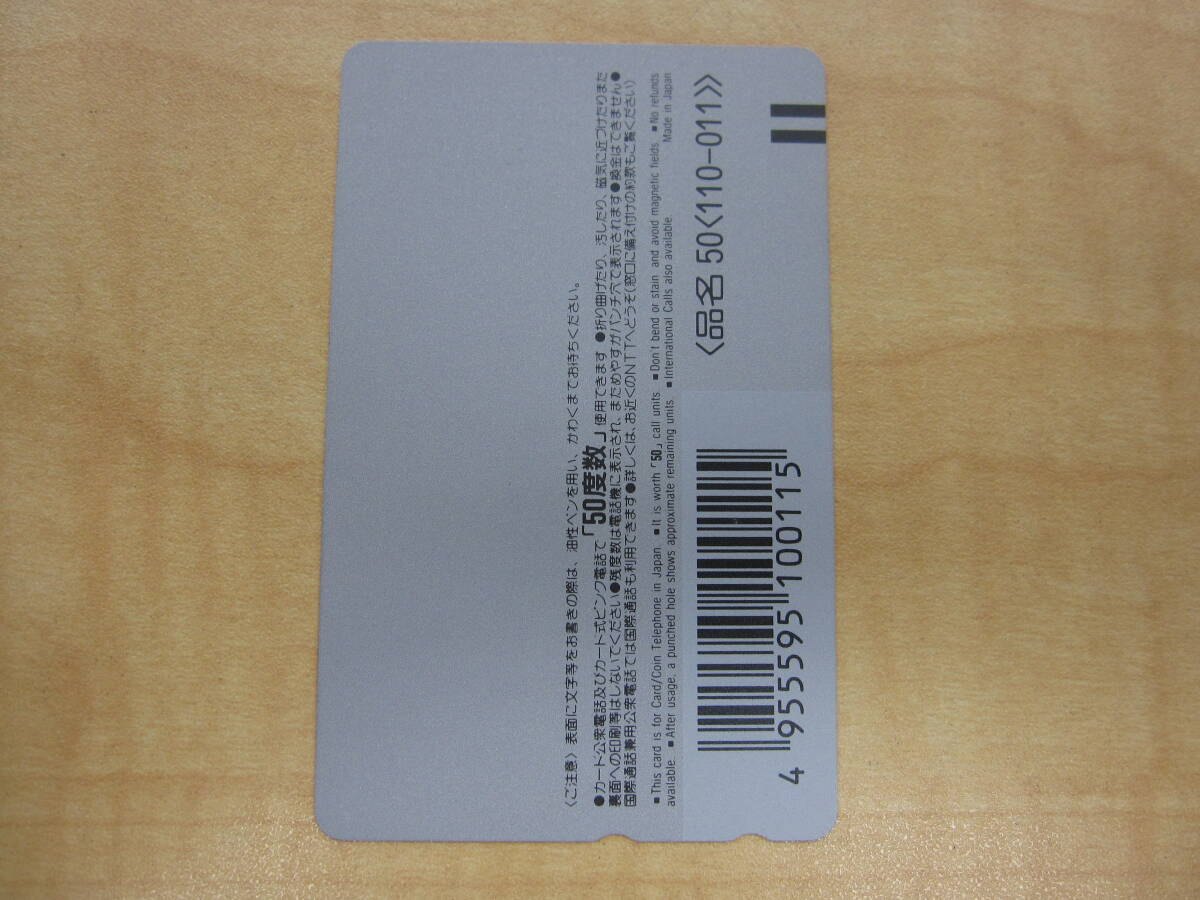 〈ご注意〉表面に文字等をお書きの際は、油性ペンを用い、かわくまでお待ちください。
●カード公衆電話及びカード式ピンク電話で「50度数」使用できます ●折り曲げたり、汚したり、磁気に近づけたりまた
裏面への印刷等はしないでください●残度数は電話機に表示され、まためやすがパンチ穴で表示されます●換金はできません●
国際通話兼用公衆電話では国際通話も利用できます●詳しくは、お近くのNTTへどうぞ(窓口に備え付けの約款もご覧ください)
■This card is for Card/Coin Telephone in Japan. ■It is worth「50」call units ■Don't bend or stain and avoid magnetic fields ■No refunds
available. ■After usage, a punched hole shows approximate remaining units ■International Calls also available. Made in Japan
〈品名 50〈110-011〉〉
4 955595 100115